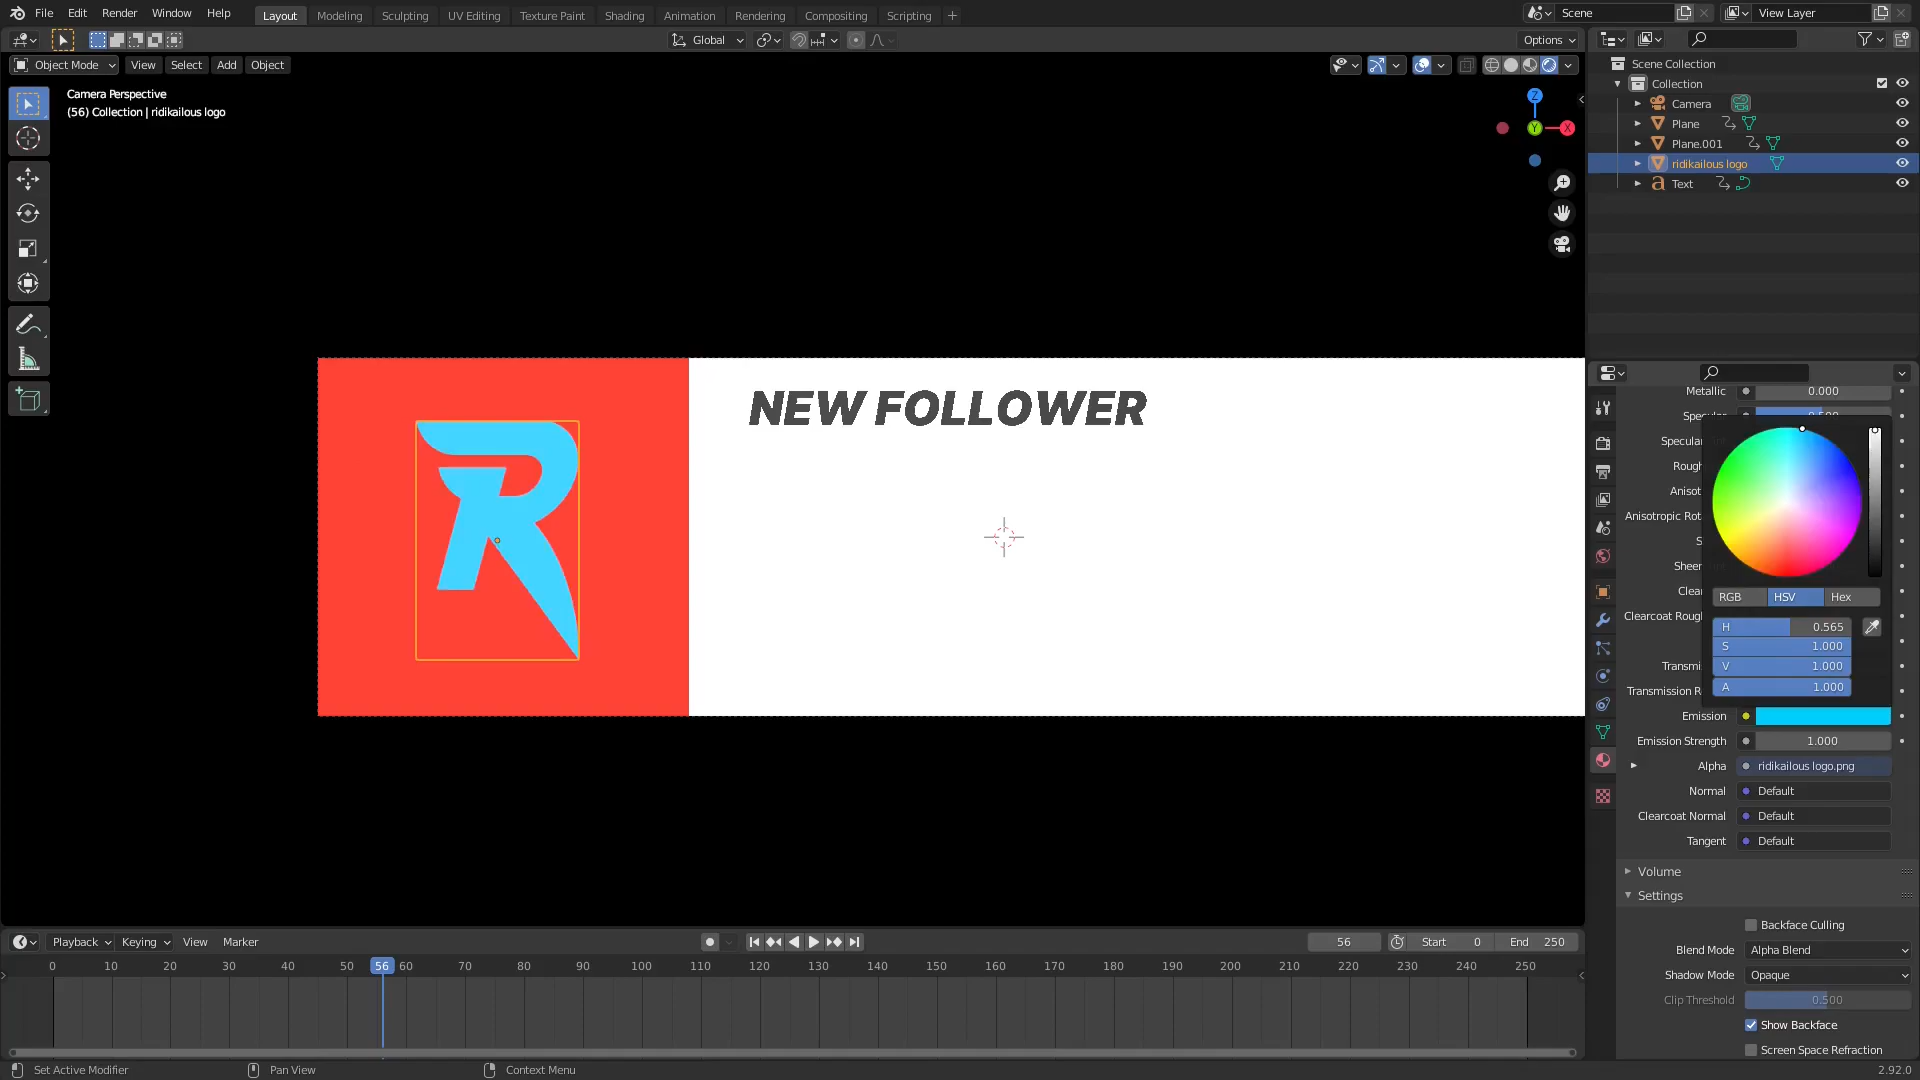 File Edit Render Window Help
Layout Modeling Sculpting UV Editing Texture Paint Shading Animation Rendering Compositing Scripting +
Scene
View Layer
Global
Options
Object Mode View Select Add Object
Camera Perspective
(56) Collection | ridikailous logo
Z
Y
X
NEW FOLLOWER
Scene Collection
Collection
Camera
Plane
Plane.001
ridikailous logo
Text
Metallic 0.000
Specular
Specular
Rough
Anisot
Anisotropic Rot
S
Sheer
Clear
Clearcoat Rough
Transmi
Transmission R
RGB HSV Hex
H 0.565
S 1.000
V 1.000
A 1.000
Emission
Emission Strength 1.000
Alpha ridikailous logo.png
Normal Default
Clearcoat Normal Default
Tangent Default
Volume
Settings
Backface Culling
Blend Mode Alpha Blend
Shadow Mode Opaque
Clip Threshold 0.500
Show Backface
Screen Space Refraction
Playback Keying View Marker
56 Start 0 End 250
0 10 20 30 40 50 56 60 70 80 90 100 110 120 130 140 150 160 170 180 190 200 210 220 230 240 250
Set Active Modifier Pan View Context Menu 2.92.0